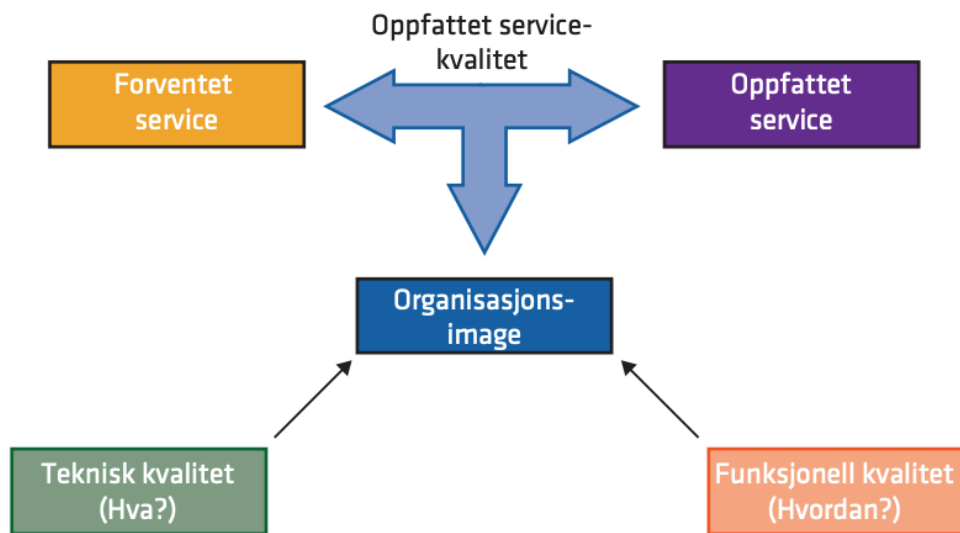 Oppfattet service-
kvalitet
Forventet
service
Oppfattet
service
Organisasjons-
image
Teknisk kvalitet
(Hva?)
Funksjonell kvalitet
(Hvordan?)